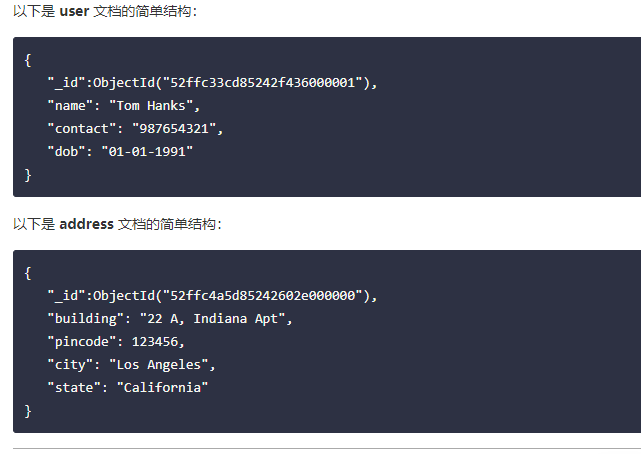 以下是 user 文档的简单结构：
{
   "_id":ObjectId("52ffc33cd85242f436000001"),
   "name": "Tom Hanks",
   "contact": "987654321",
   "dob": "01-01-1991"
}
以下是 address 文档的简单结构：
{
   "_id":ObjectId("52ffc4a5d85242602e000000"),
   "building": "22 A, Indiana Apt",
   "pincode": 123456,
   "city": "Los Angeles",
   "state": "California"
}